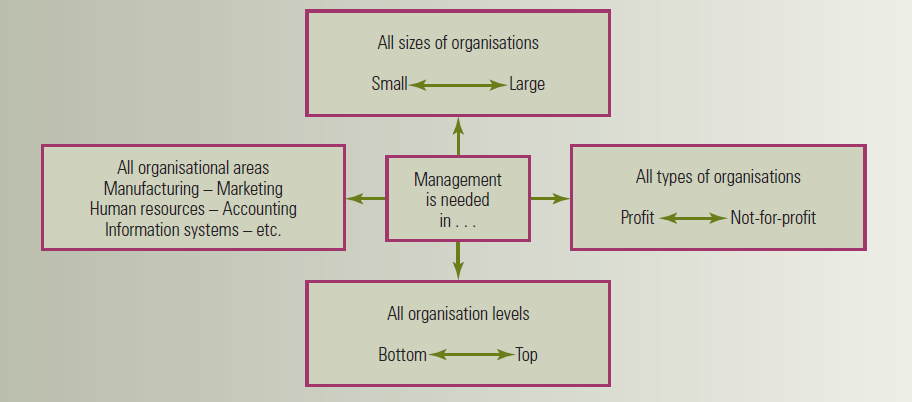 All sizes of organisations
Small Large
All organisational areas
Manufacturing – Marketing
Human resources – Accounting
Information systems – etc.
Management
is needed
in . . .
All types of organisations
Profit Not-for-profit
All organisation levels
Bottom Top